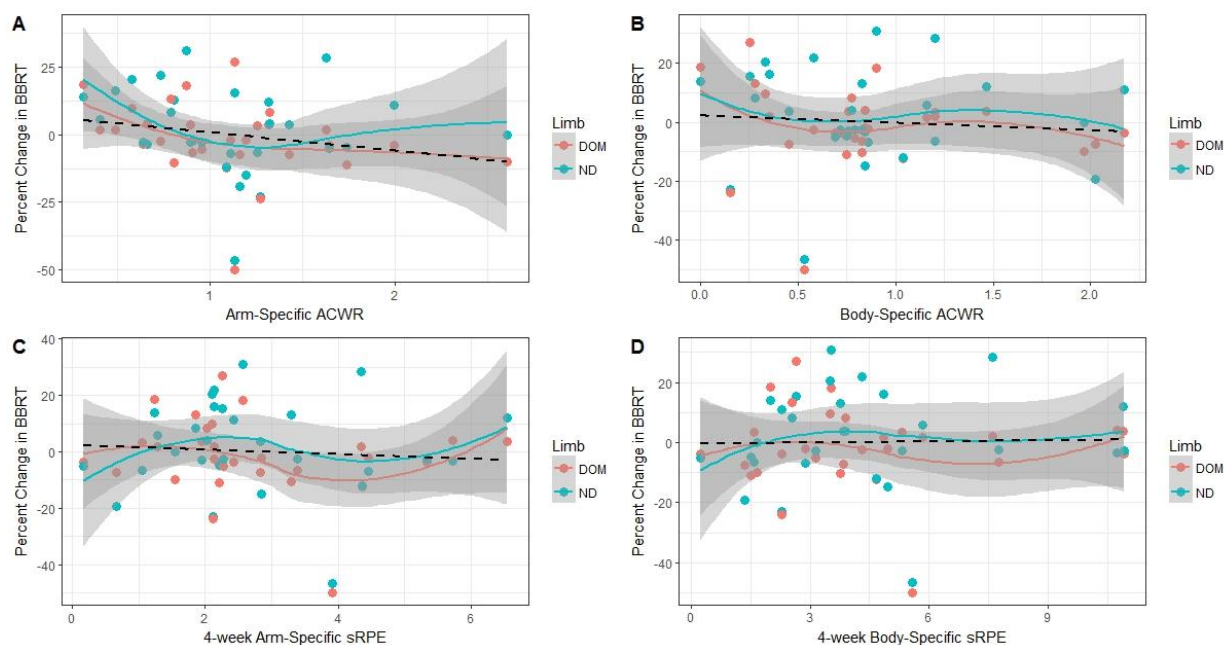 A
Percent Change in BBRT
25
0
-25
-50
1
2
Arm-Specific ACWR
Limb
DOM
ND
B
Percent Change in BBRT
20
0
-20
-40
0.0
0.5
1.0
1.5
2.0
Body-Specific ACWR
Limb
DOM
ND
C
Percent Change in BBRT
40
20
0
-20
-40
0
2
4
6
4-week Arm-Specific sRPE
Limb
DOM
ND
D
Percent Change in BBRT
20
0
-20
-40
0
3
6
9
4-week Body-Specific sRPE
Limb
DOM
ND